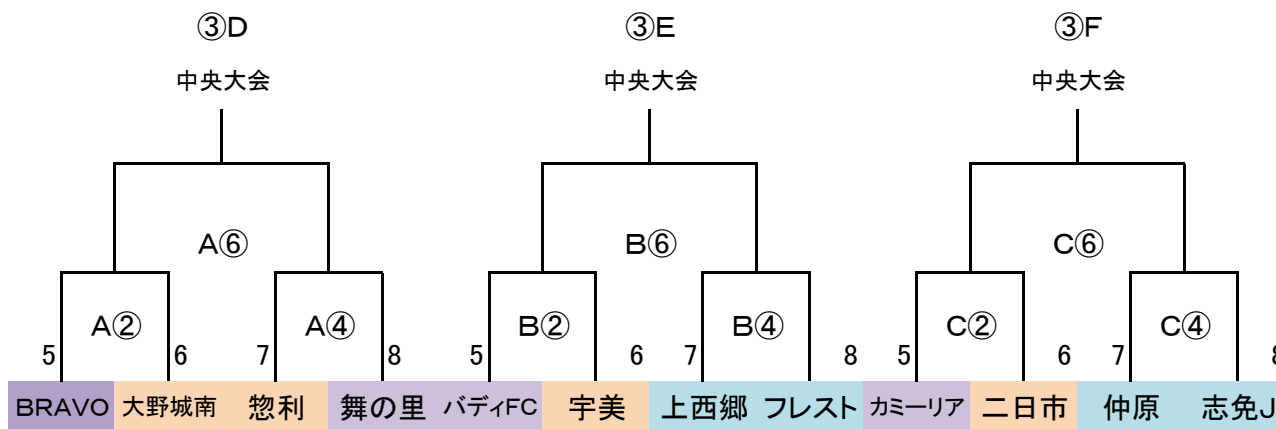 ③D ③E ③F
中央大会 中央大会 中央大会
A⑥ B⑥ C⑥
A② A④ B② B④ C② C④
5 6 7 8 5 6 7 8 5 6 7 8
BRAVO 大野城南 惣利 舞の里 バディFC 宇美 上西郷 フレスト カミーリア 二日市 仲原 志免J